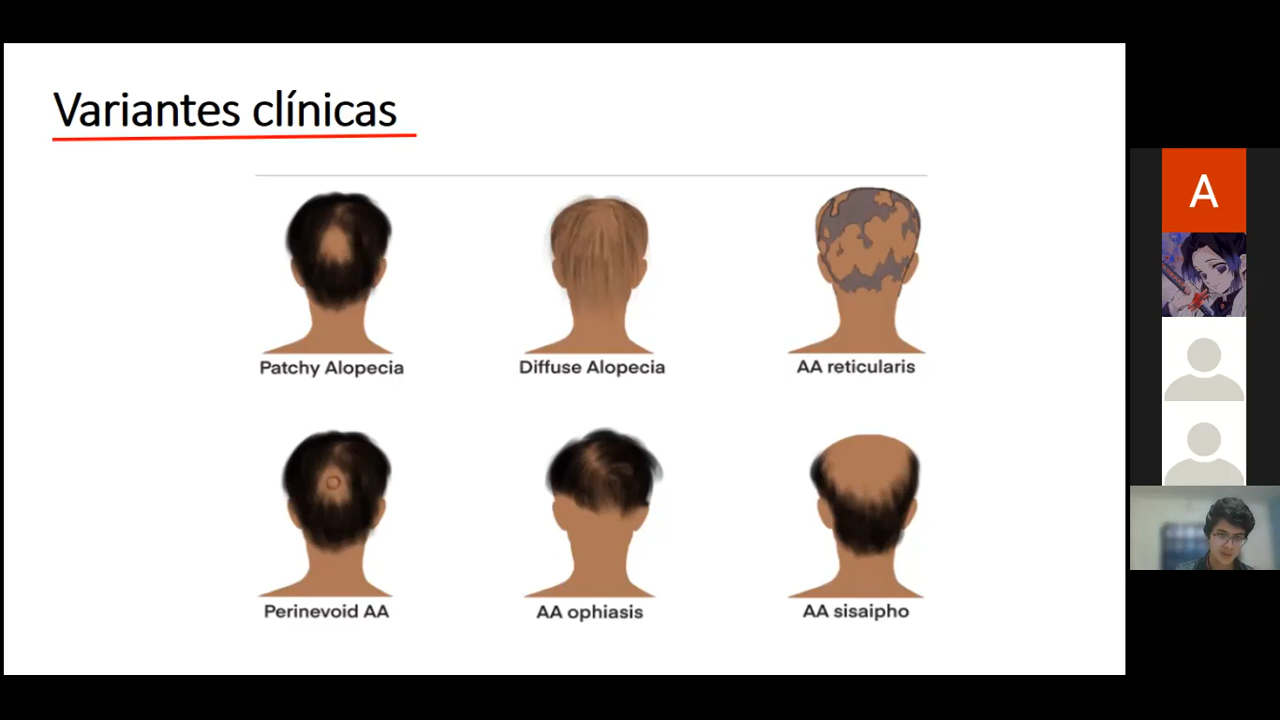 Variantes clínicas
Patchy Alopecia
Diffuse Alopecia
AA reticularis
Perinevoid AA
AA ophiasis
AA sisaipho
A